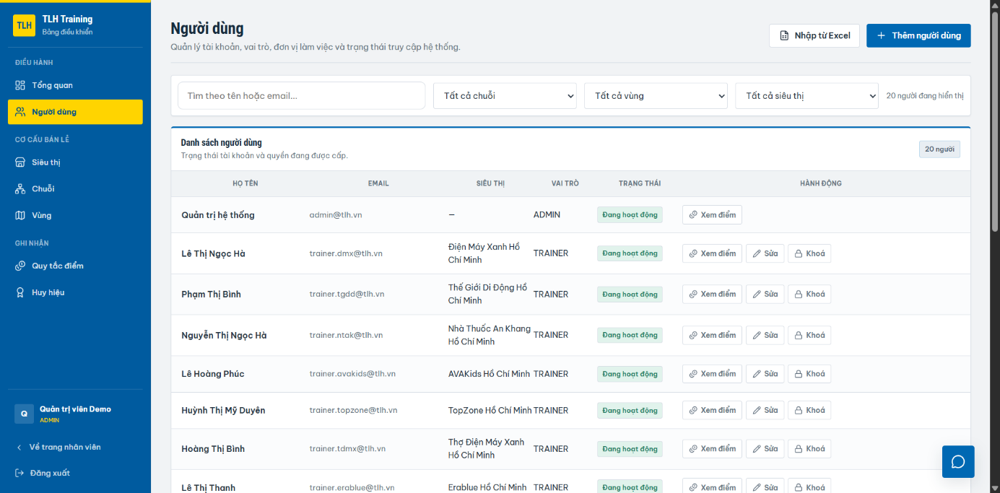 TLH
TLH Training
Bảng điều khiển
ĐIỀU HÀNH
Tổng quan
Người dùng
CƠ CẤU BÁN LẺ
Siêu thị
Chuỗi
Vùng
GHI NHẬN
Quy tắc điểm
Huy hiệu
Q
Quản trị viên Demo
ADMIN
Về trang nhân viên
Đăng xuất
Người dùng
Quản lý tài khoản, vai trò, đơn vị làm việc và trạng thái truy cập hệ thống.
Nhập từ Excel
Thêm người dùng
Tìm theo tên hoặc email...
Tất cả chuỗi
Tất cả vùng
Tất cả siêu thị
20 người đang hiển thị
Danh sách người dùng
Trạng thái tài khoản và quyền đang được cấp.
20 người
HỌ TÊN EMAIL SIÊU THỊ VAI TRÒ TRẠNG THÁI HÀNH ĐỘNG
Quản trị hệ thống admin@tlh.vn — ADMIN Đang hoạt động Xem điểm
Lê Thị Ngọc Hà trainer.dmx@tlh.vn Điện Máy Xanh Hồ
Chí Minh TRAINER Đang hoạt động Xem điểm Sửa Khoá
Phạm Thị Bình trainer.tgdd@tlh.vn Thế Giới Di Động Hồ
Chí Minh TRAINER Đang hoạt động Xem điểm Sửa Khoá
Nguyễn Thị Ngọc Hà trainer.ntak@tlh.vn Nhà Thuốc An Khang
Hồ Chí Minh TRAINER Đang hoạt động Xem điểm Sửa Khoá
Lê Hoàng Phúc trainer.avakids@tlh.vn AVAKids Hồ Chí Minh TRAINER Đang hoạt động Xem điểm Sửa Khoá
Huỳnh Thị Mỹ Duyên trainer.topzone@tlh.vn TopZone Hồ Chí Minh TRAINER Đang hoạt động Xem điểm Sửa Khoá
Hoàng Thị Bình trainer.tdmx@tlh.vn Thợ Điện Máy Xanh
Hồ Chí Minh TRAINER Đang hoạt động Xem điểm Sửa Khoá
Lê Thị Thanh trainer.erablue@tlh.vn Erablue Hồ Chí Minh TRAINER Đang hoạt động Xem điểm Sửa Khoá